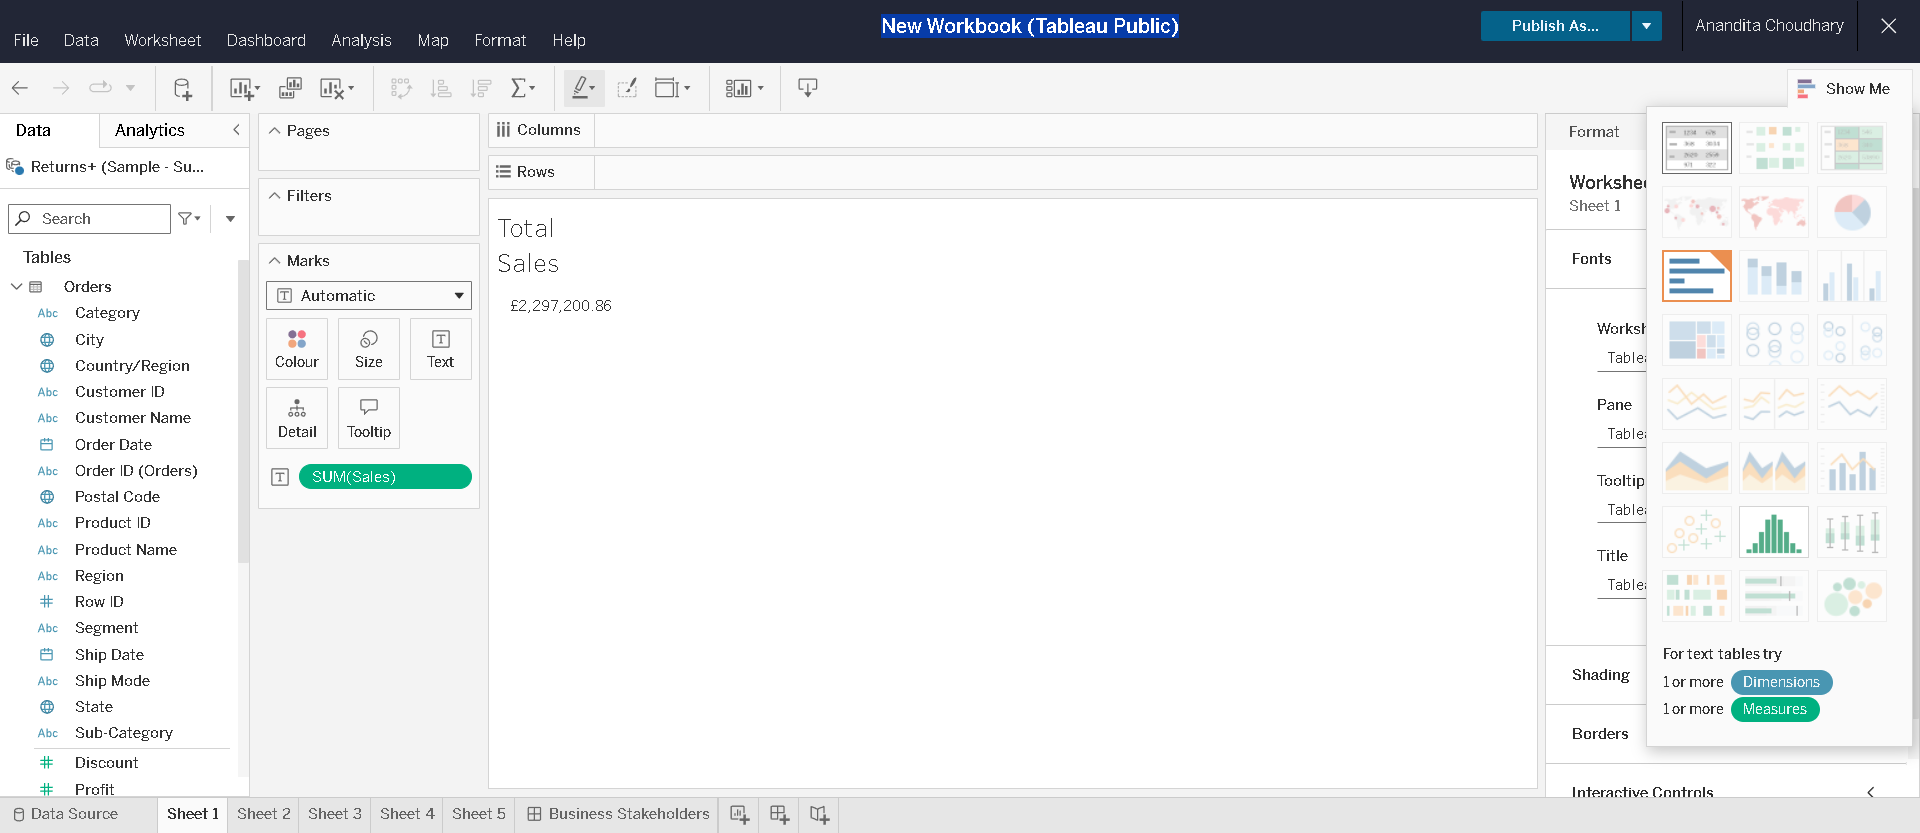 New Workbook (Tableau Public)
Publish As...
Anandita Choudhary
File Data Worksheet Dashboard Analysis Map Format Help
Show Me
Data Analytics
Returns+ (Sample - Su...
Search
Tables
Orders
Abc Category
City
Country/Region
Abc Customer ID
Abc Customer Name
Order Date
Abc Order ID (Orders)
Postal Code
Abc Product ID
Abc Product Name
Abc Region
Row ID
Abc Segment
Ship Date
Abc Ship Mode
State
Abc Sub-Category
Discount
Profit
Pages
Filters
Marks
Automatic
Colour Size Text
Detail Tooltip
SUM(Sales)
Columns
Rows
Total
Sales
£2,297,200.86
Format
Workshee
Sheet 1
Fonts
Worksh
Table
Pane
Table
Tooltip
Table
Title
Table
Shading
Borders
Interactive Controls
For text tables try
1 or more Dimensions
1 or more Measures
Data Source Sheet 1 Sheet 2 Sheet 3 Sheet 4 Sheet 5 Business Stakeholders